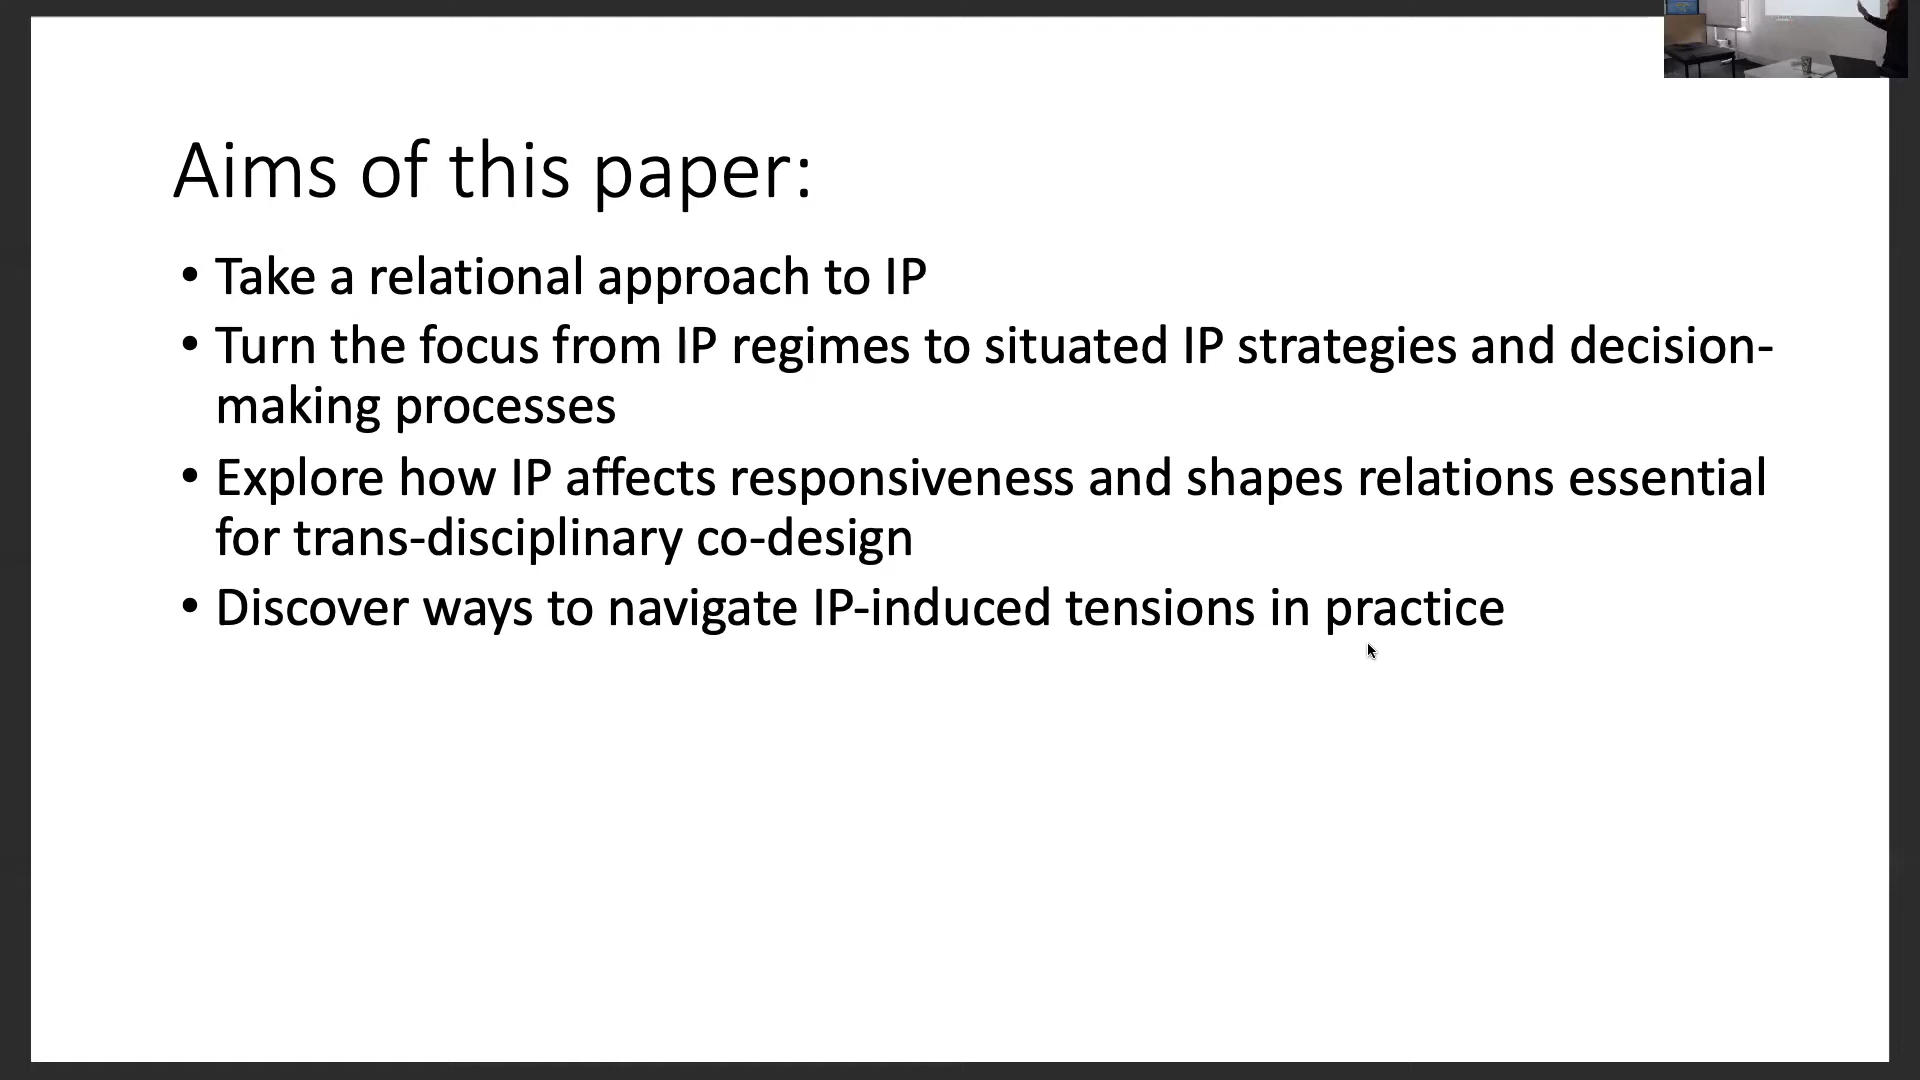 Aims of this paper:
• Take a relational approach to IP
• Turn the focus from IP regimes to situated IP strategies and decision-
making processes
• Explore how IP affects responsiveness and shapes relations essential
for trans-disciplinary co-design
• Discover ways to navigate IP-induced tensions in practice